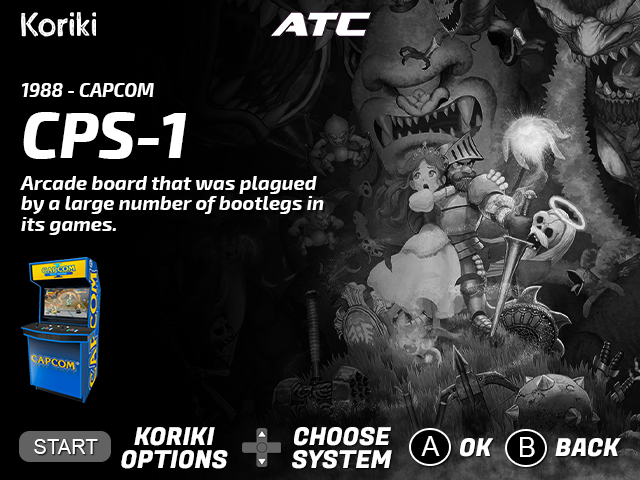 Koriki
ATC
1988 - CAPCOM
CPS-1
Arcade board that was plagued
by a large number of bootlegs in
its games.
CAPCOM
CAPCOM
CAPCOM
START
KORIKI
OPTIONS
CHOOSE
SYSTEM
A
OK
B
BACK